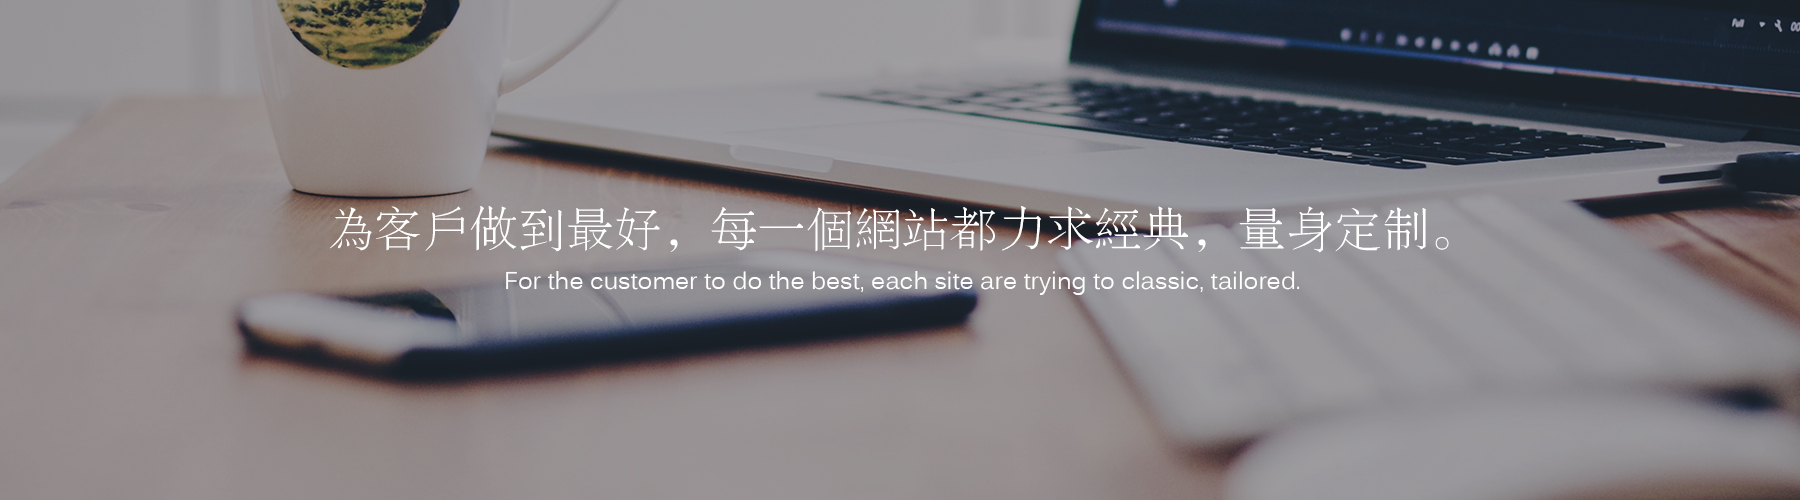 為客戶做到最好，每一個網站都力求經典，量身定制。
For the customer to do the best, each site are trying to classic, tailored.